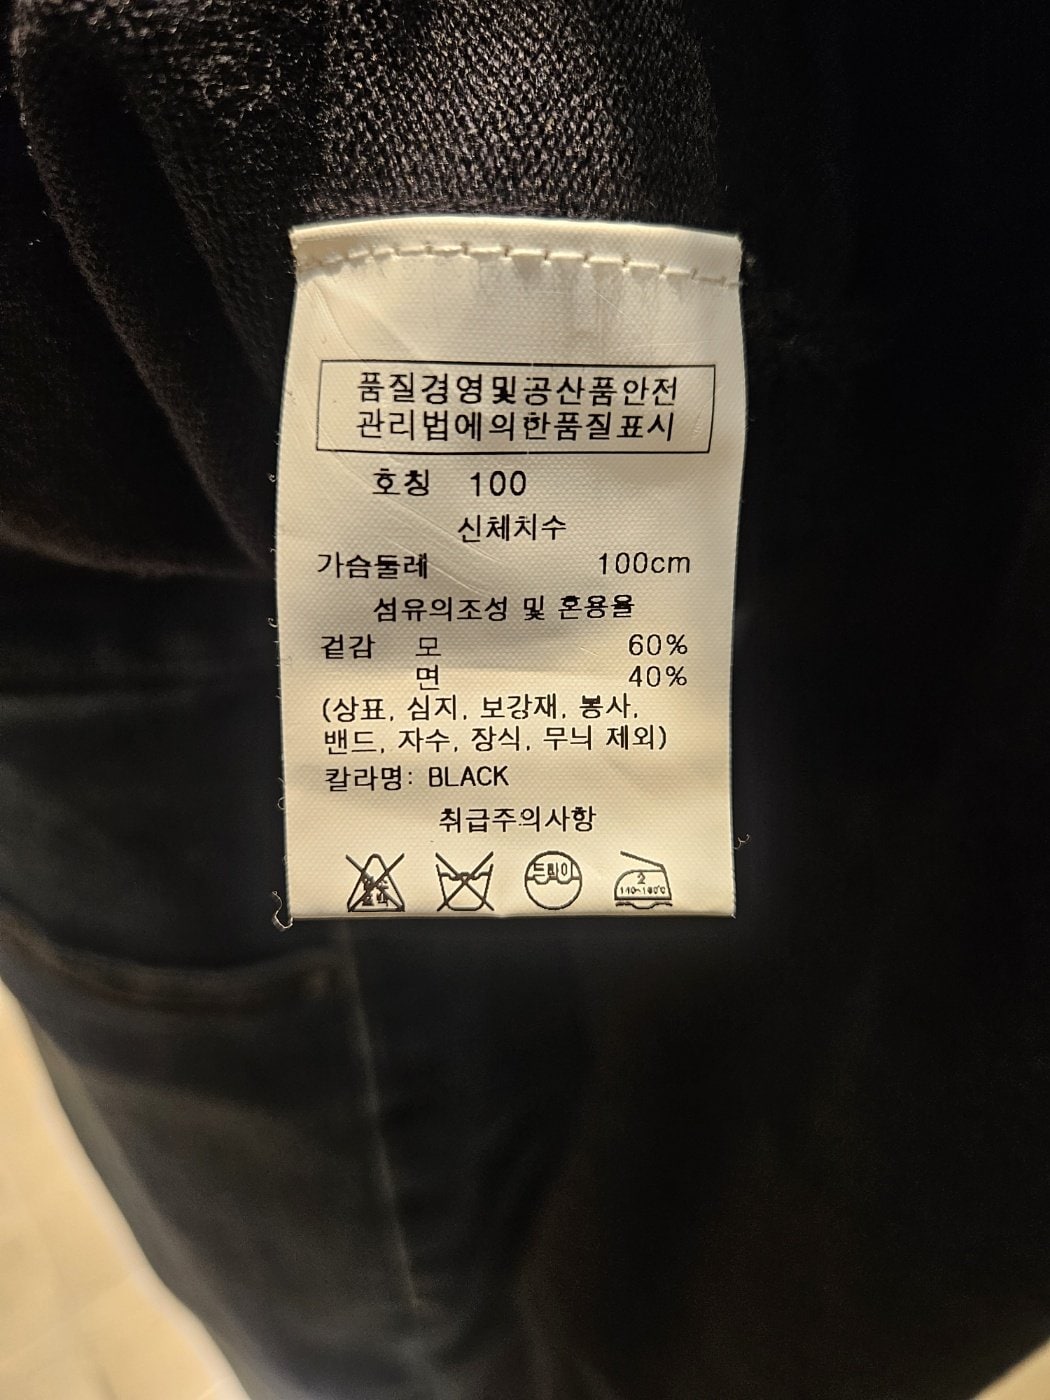 품질경영및공산품안전
관리법에의한품질표시
호칭 100
신체치수
가슴둘레 100cm
섬유의조성 및 혼용율
겉감 모 60%
면 40%
(상표, 심지, 보강재, 봉사,
밴드, 자수, 장식, 무늬 제외)
칼라명: BLACK
취급주의사항
드라이
2
140~160℃